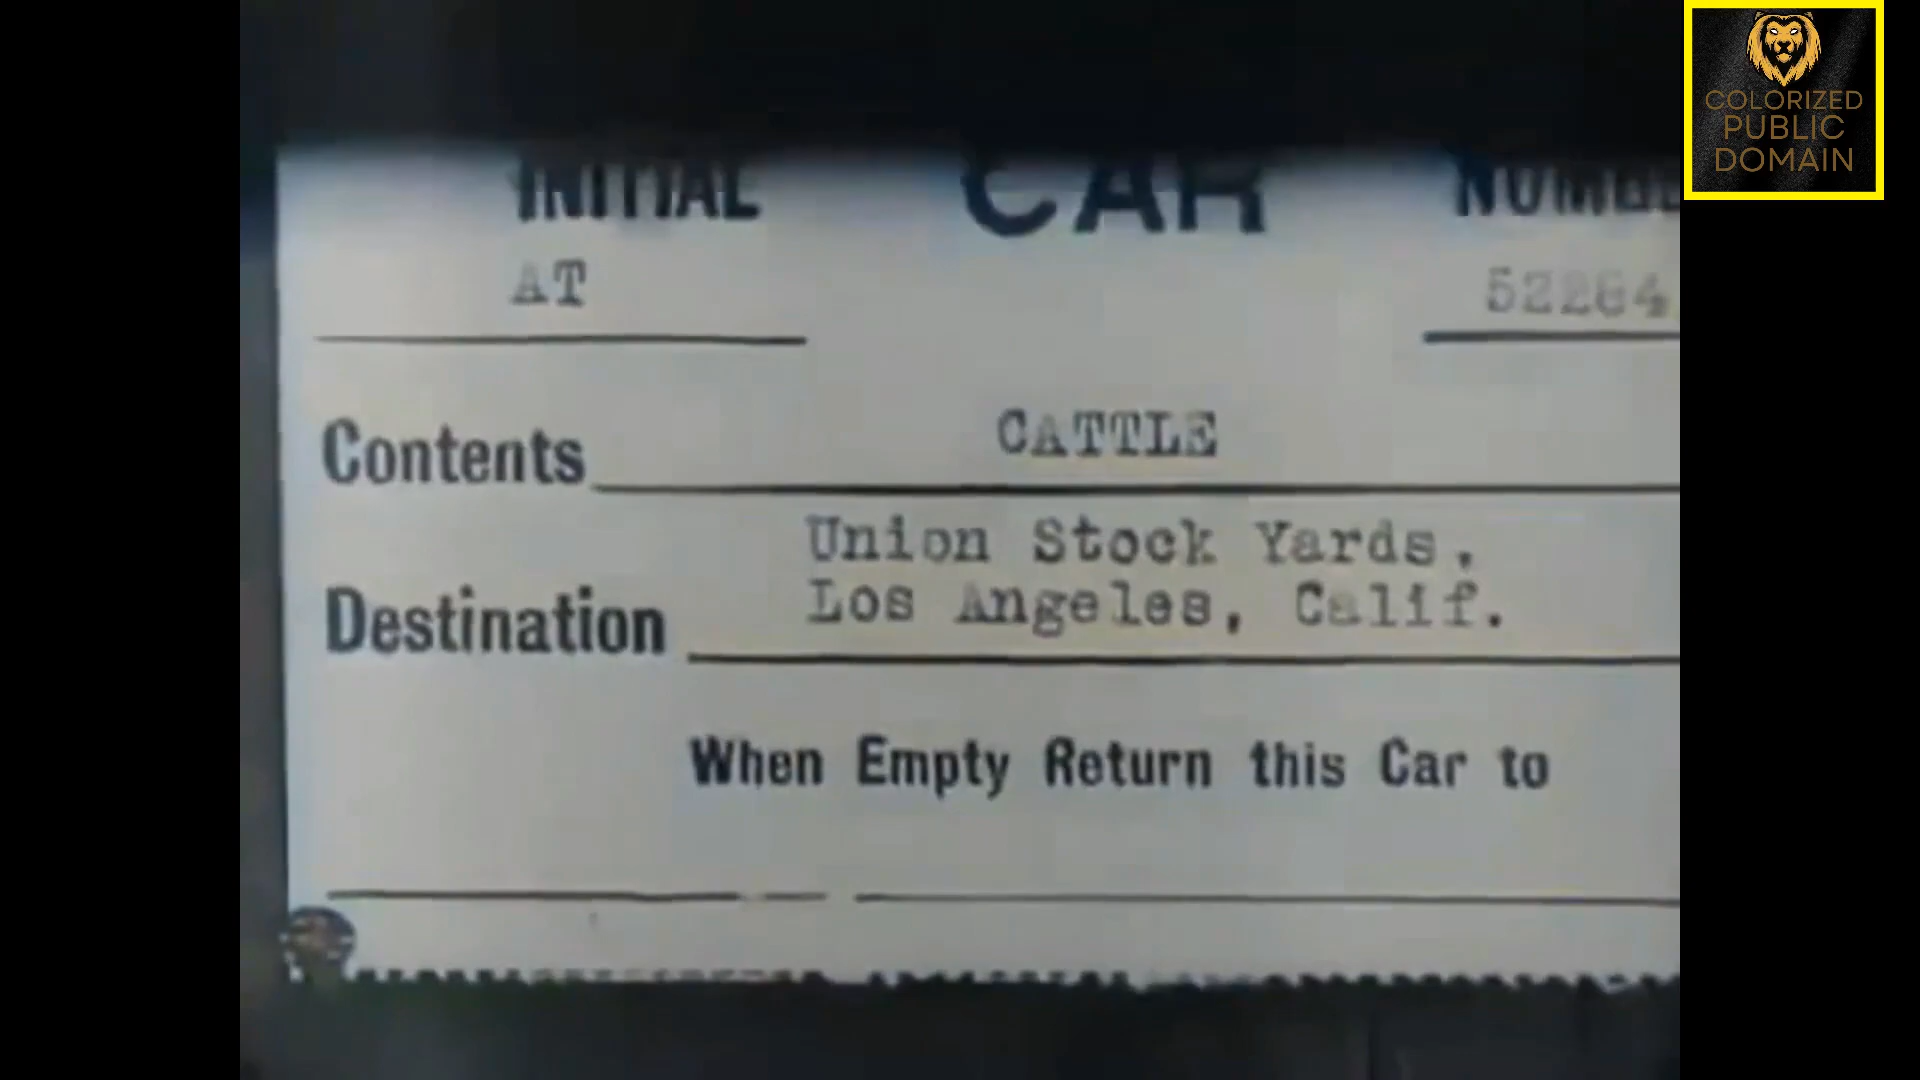 INITIAL CAR
AT
Contents CATTLE
Union Stock Yards,
Los Angeles, Calif.
Destination
When Empty Return this Car to
COLORIZED
PUBLIC
DOMAIN